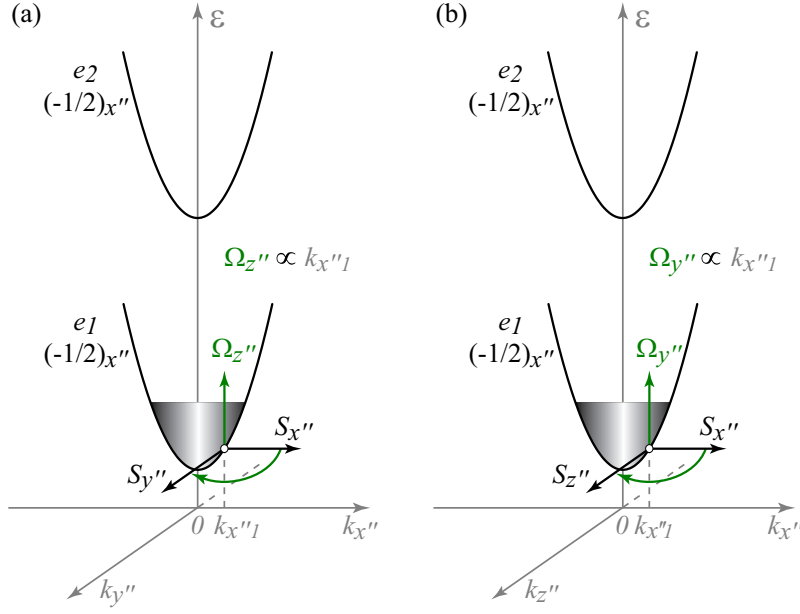 (a)
ε
e2
(-1/2)x″
Ωz″ ∝ kx″1
e1
(-1/2)x″
Ωz″
Sx″
Sy″
0 kx″1
kx″
ky″
(b)
ε
e2
(-1/2)x″
Ωy″ ∝ kx″1
e1
(-1/2)x″
Ωy″
Sx″
Sz″
0 kx″1
kx″
kz″